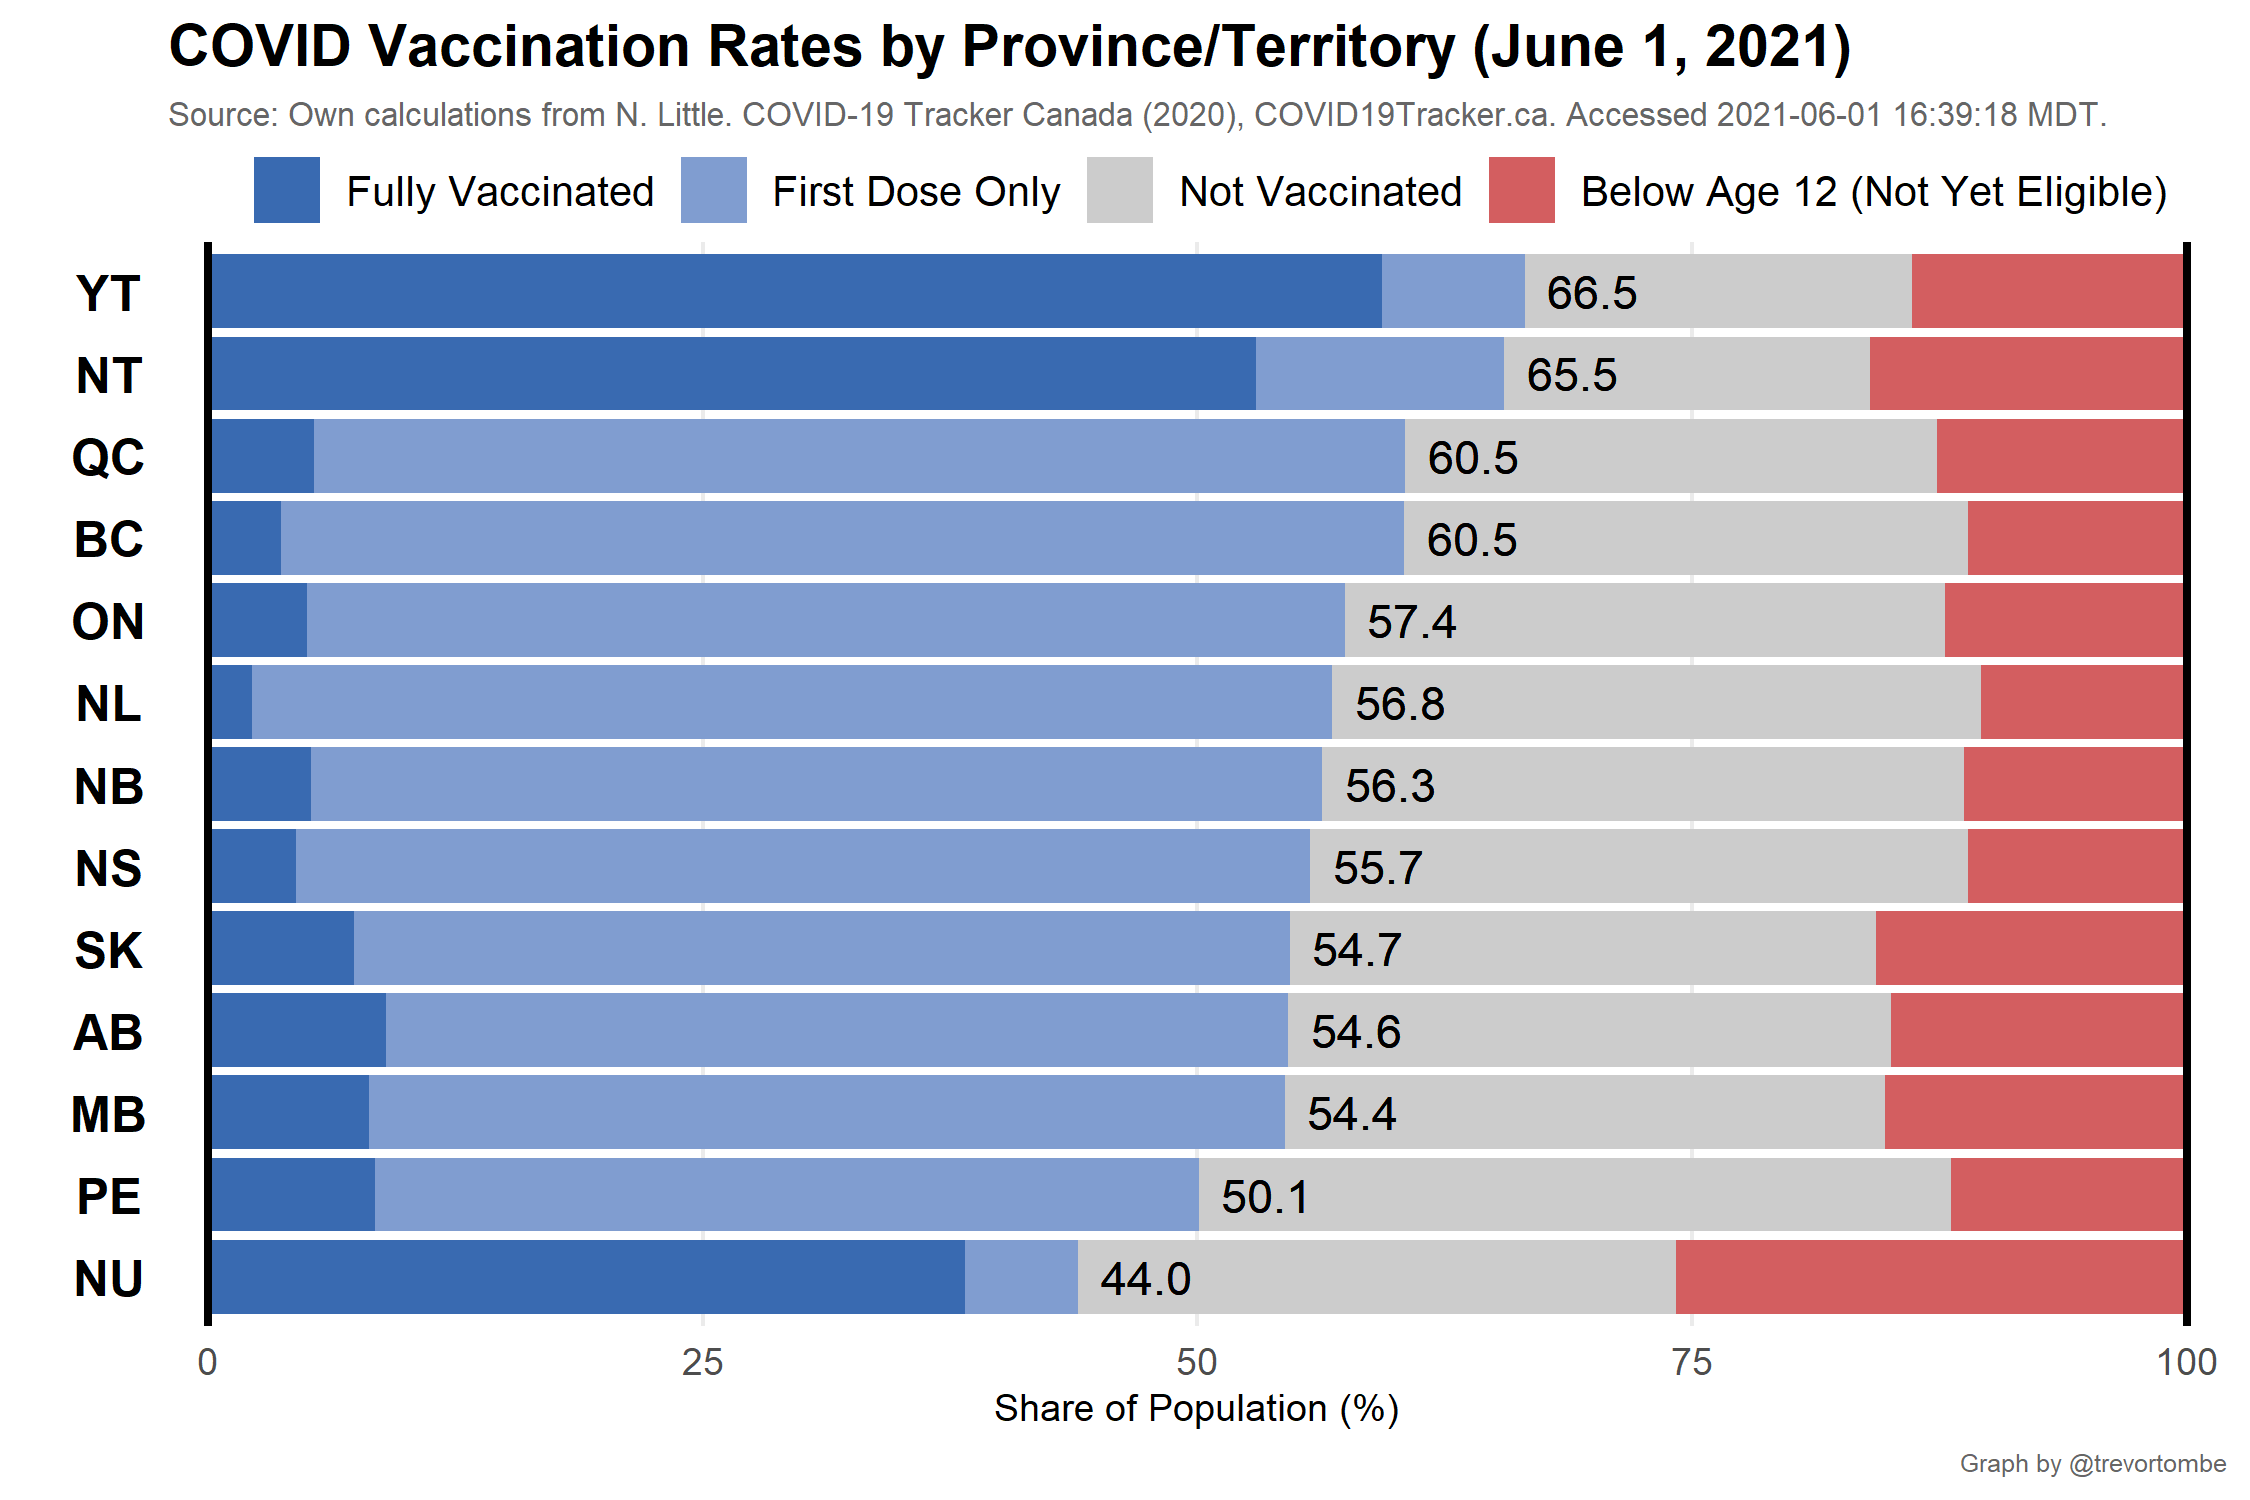 COVID Vaccination Rates by Province/Territory (June 1, 2021)
Source: Own calculations from N. Little. COVID-19 Tracker Canada (2020), COVID19Tracker.ca. Accessed 2021-06-01 16:39:18 MDT.
Fully Vaccinated First Dose Only Not Vaccinated Below Age 12 (Not Yet Eligible)
YT 66.5
NT 65.5
QC 60.5
BC 60.5
ON 57.4
NL 56.8
NB 56.3
NS 55.7
SK 54.7
AB 54.6
MB 54.4
PE 50.1
NU 44.0
0 25 50 75 100
Share of Population (%)
Graph by @trevortombe